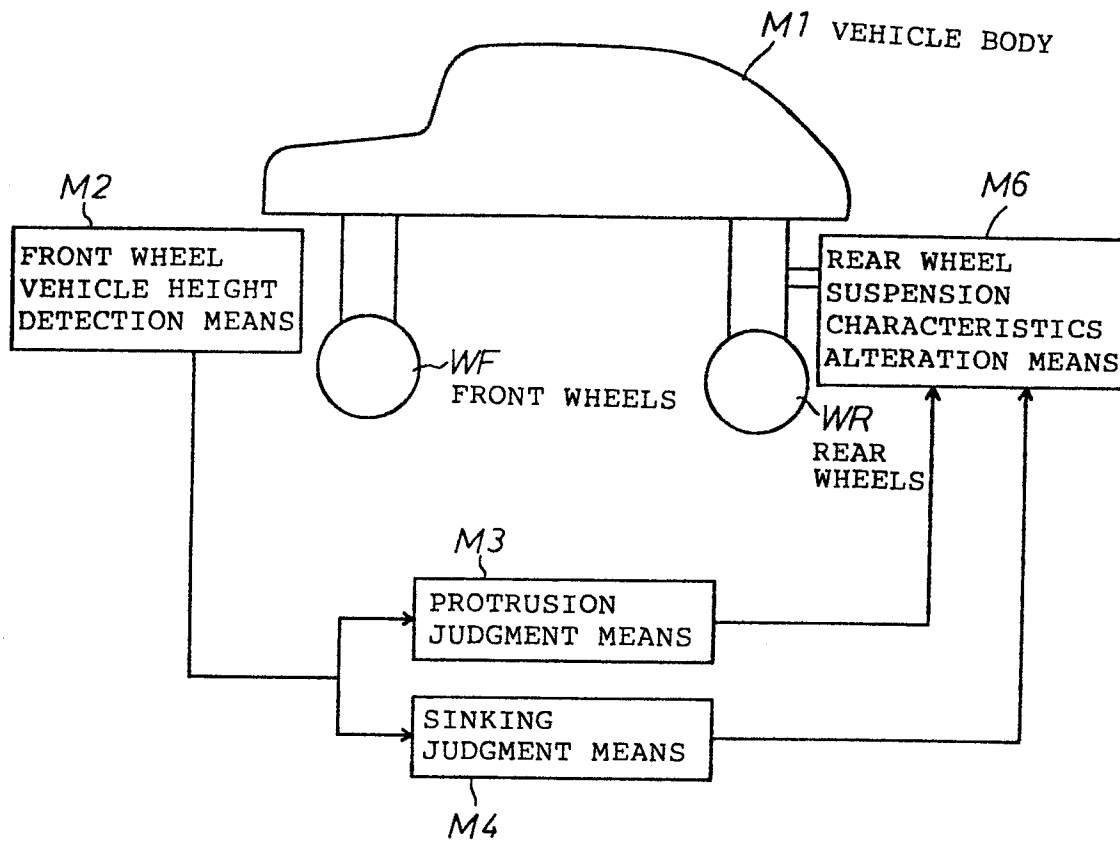 M1 VEHICLE BODY
M2
FRONT WHEEL
VEHICLE HEIGHT
DETECTION MEANS
M6
REAR WHEEL
SUSPENSION
CHARACTERISTICS
ALTERATION MEANS
WF
FRONT WHEELS
WR
REAR
WHEELS
M3
PROTRUSION
JUDGMENT MEANS
SINKING
JUDGMENT MEANS
M4